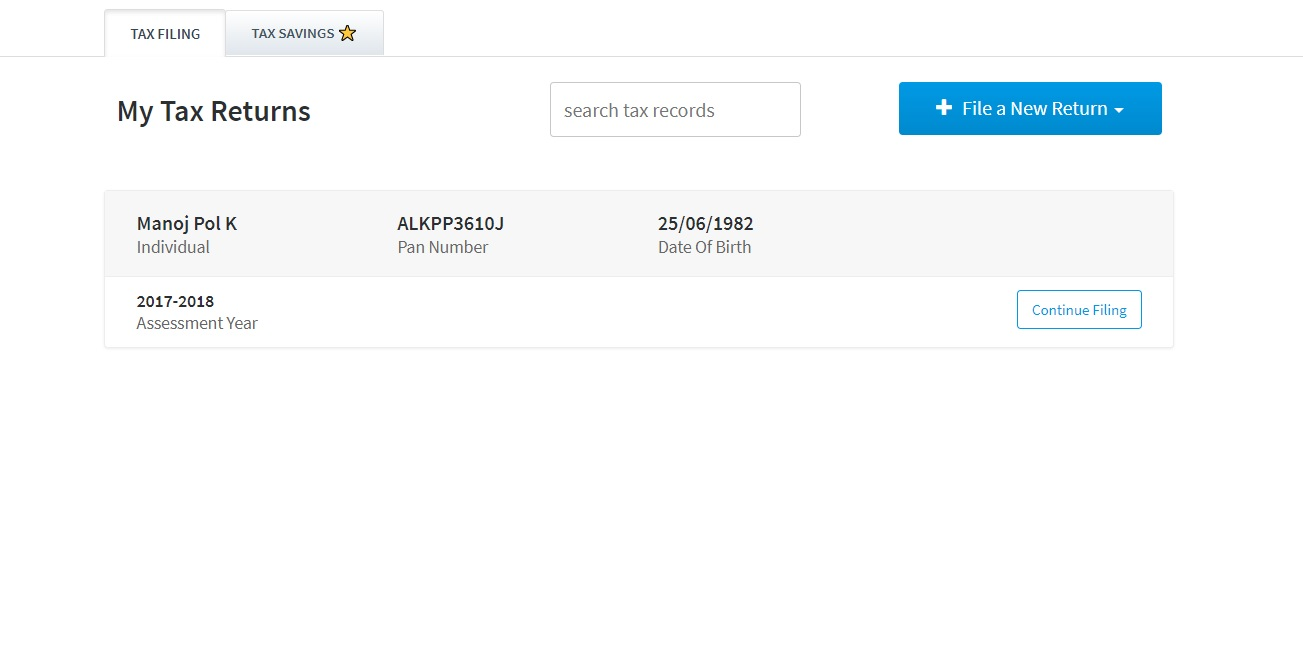 TAX FILING
TAX SAVINGS
My Tax Returns
search tax records
File a New Return
Manoj Pol K
ALKPP3610J
25/06/1982
Individual
Pan Number
Date Of Birth
2017-2018
Assessment Year
Continue Filing